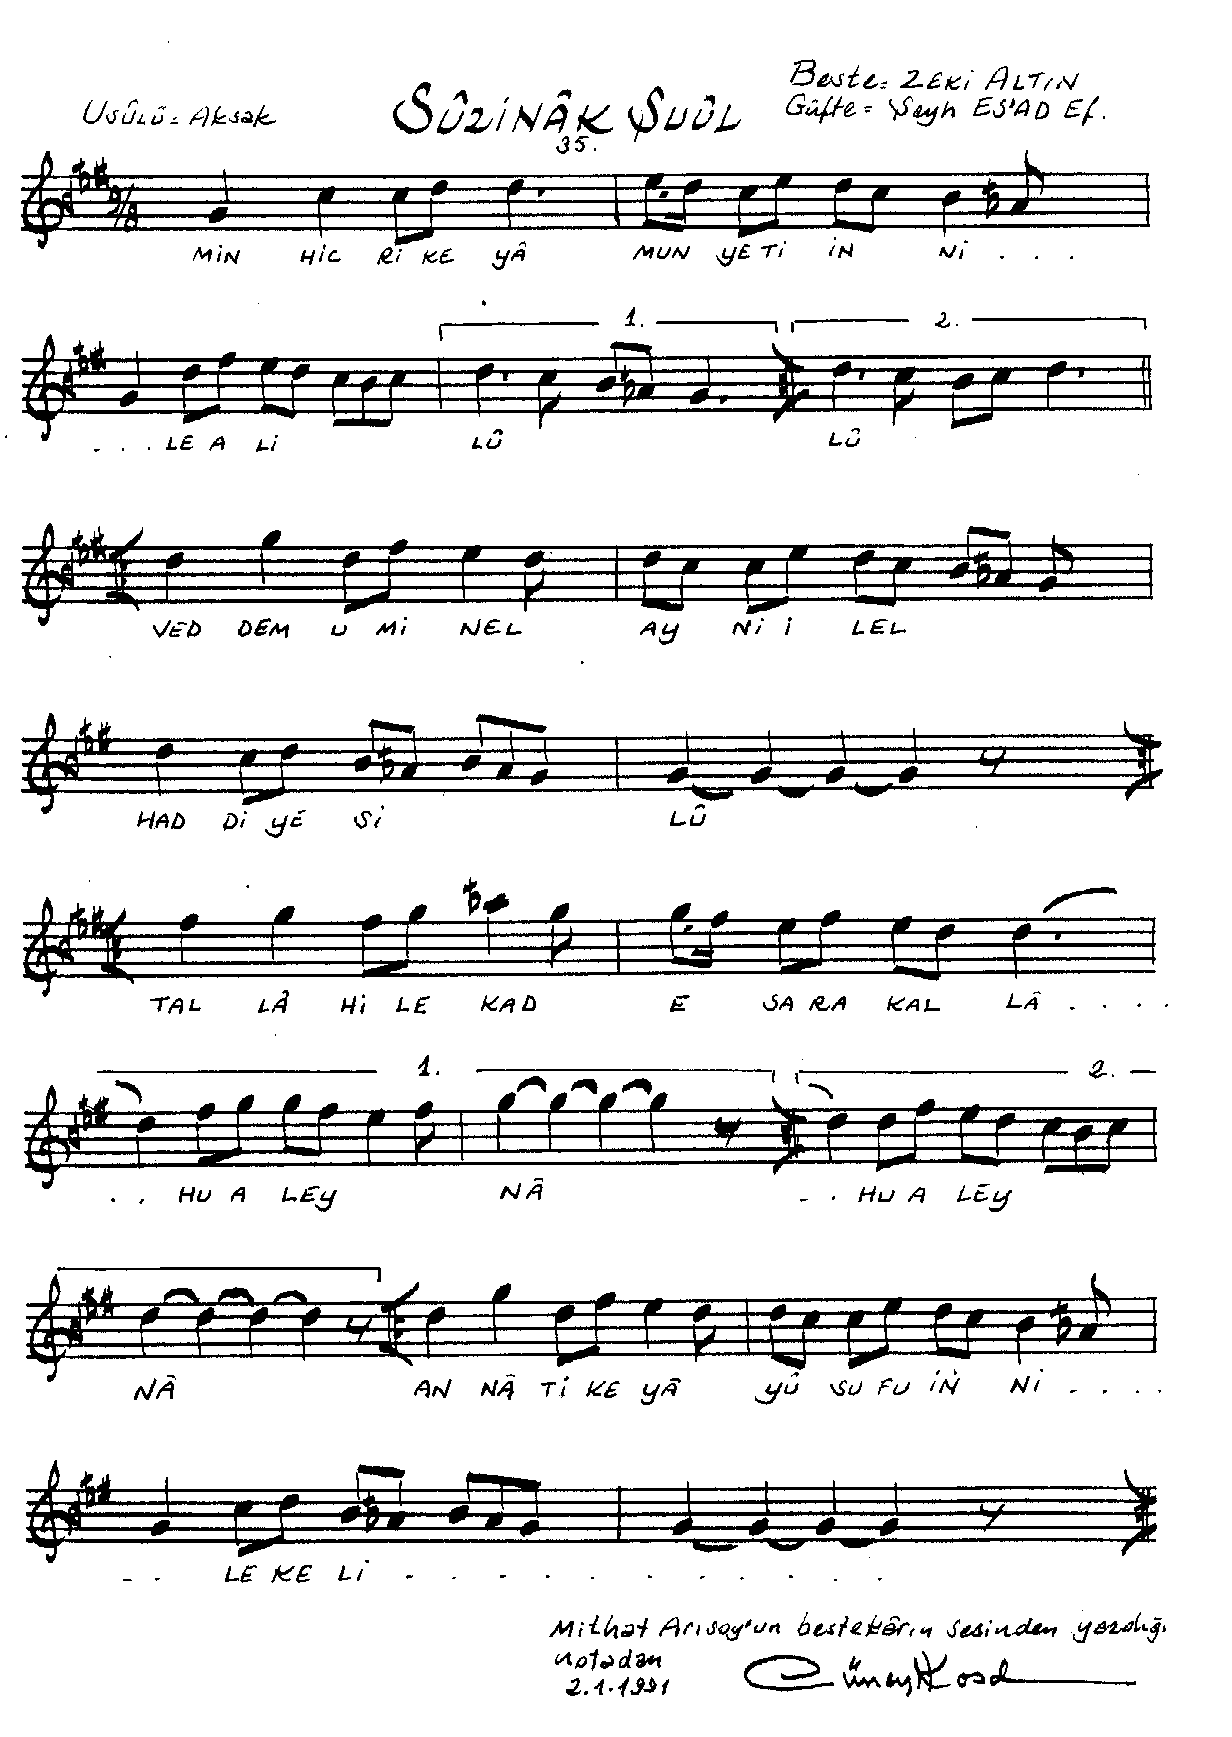 Usûlü= Aksak
SÛZİNÂK ŞUÛL
Beste= ZEKİ ALTIN
Güfte= Şeyh ES'AD Ef.
35.
9/8
MİN HİC Rİ KE YÂ MUN YE Tİ İN Nİ . . .
1. 2.
. . . LE A Lİ LÛ LÛ
VED DEM U Mİ NEL AY Nİ İ LEL
HAD Dİ YE Sİ LÛ
TAL LÂ Hİ LE KAD E SA RA KAL LÂ . . . .
1. 2.
. . HU A LEY NÂ . . HU A LEY
NÂ AN NÂ Tİ KE YÂ YÛ SU FU İN Nİ . . . .
. . LE KE Lİ . . . . . . . . .
Mithat Arısoy'un bestekârın sesinden yazdığı
notadan
2.1.1991